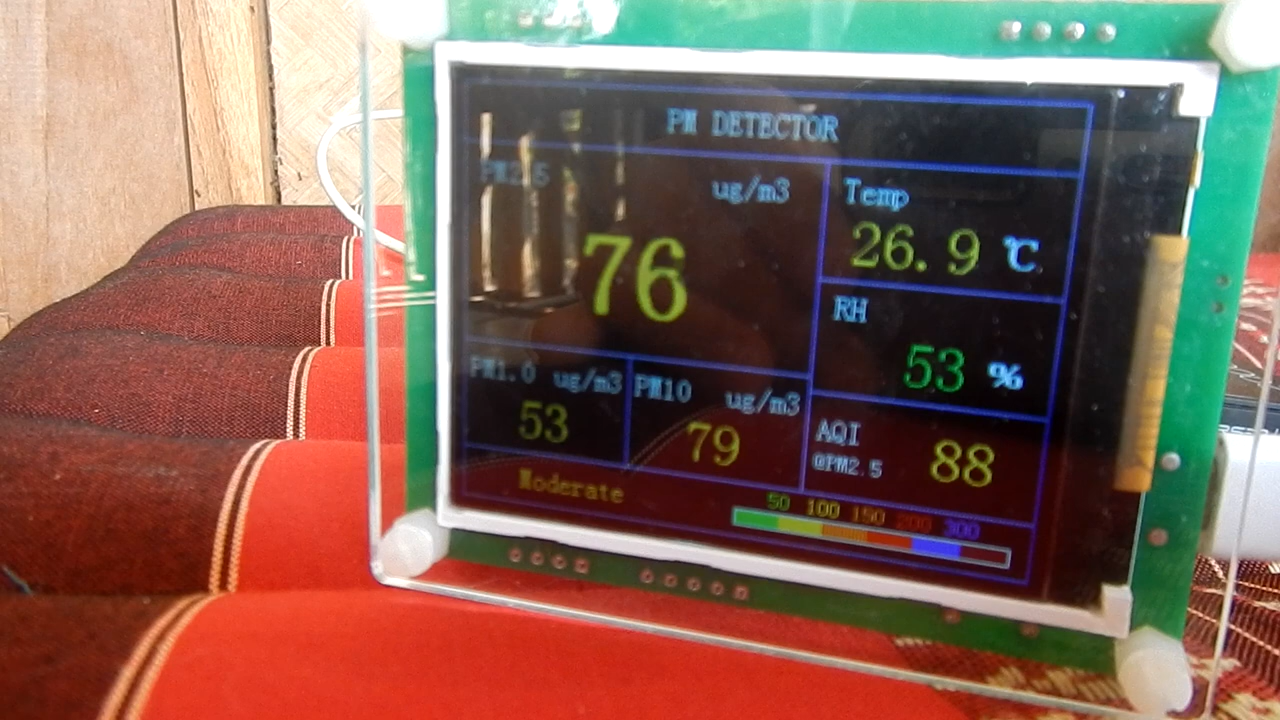 PM DETECTOR
PM2.5 ug/m3
76
Temp
26.9 ℃
RH
53 %
PM1.0 ug/m3
53
PM10 ug/m3
79
AQI
@PM2.5
88
Moderate
50 100 150 200 300